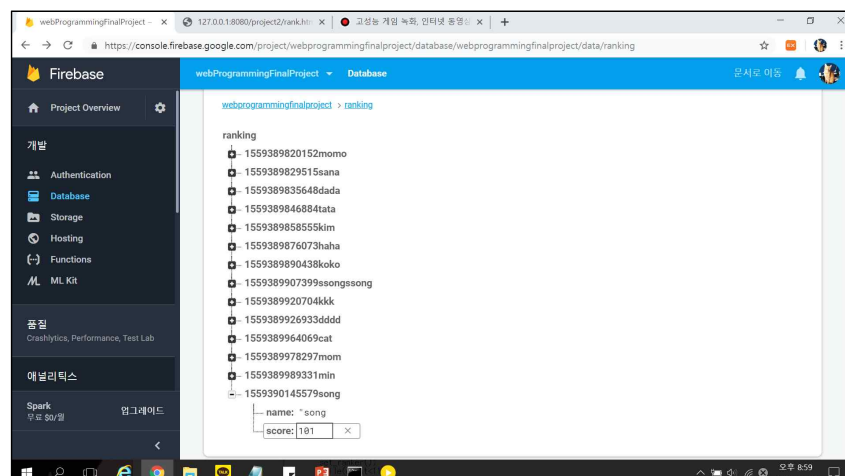 webProgrammingFinalProject –
127.0.0.1:8080/project2/rank.htm
고성능 게임 녹화, 인터넷 동영상
https://console.firebase.google.com/project/webprogrammingfinalproject/database/webprogrammingfinalproject/data/ranking
Firebase
webProgrammingFinalProject
Database
문서로 이동
Project Overview
webprogrammingfinalproject > ranking
개발
Authentication
Database
Storage
Hosting
Functions
ML Kit
품질
Crashlytics, Performance, Test Lab
애널리틱스
Spark
무료 $0/월
업그레이드
ranking
1559389820152momo
1559389829515sana
1559389835648dada
1559389846884tata
1559389858555kim
1559389876073haha
1559389890438koko
1559389907399ssongssong
1559389920704kkk
1559389926933dddd
1559389964069cat
1559389978297mom
1559389989331min
1559390145579song
name: "song
score: 101
오후 8:59